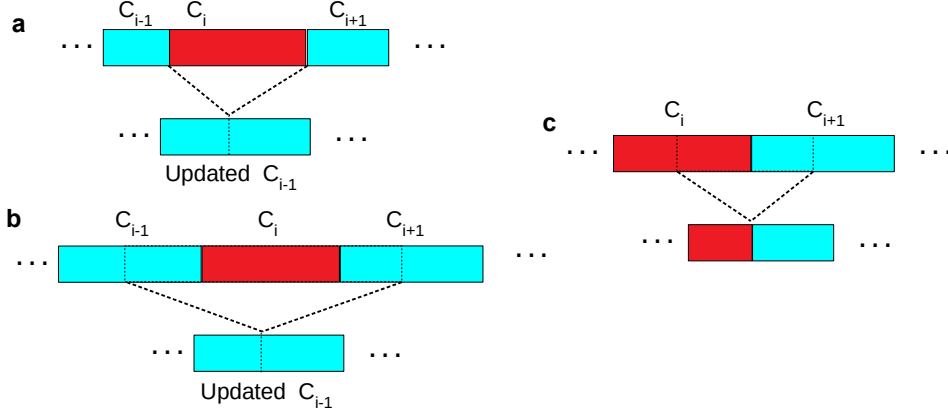 a
C_{i-1} C_i C_{i+1}
... ...
... ...
Updated C_{i-1}
b
C_{i-1} C_i C_{i+1}
... ...
... ...
Updated C_{i-1}
c
C_i C_{i+1}
... ...
... ...